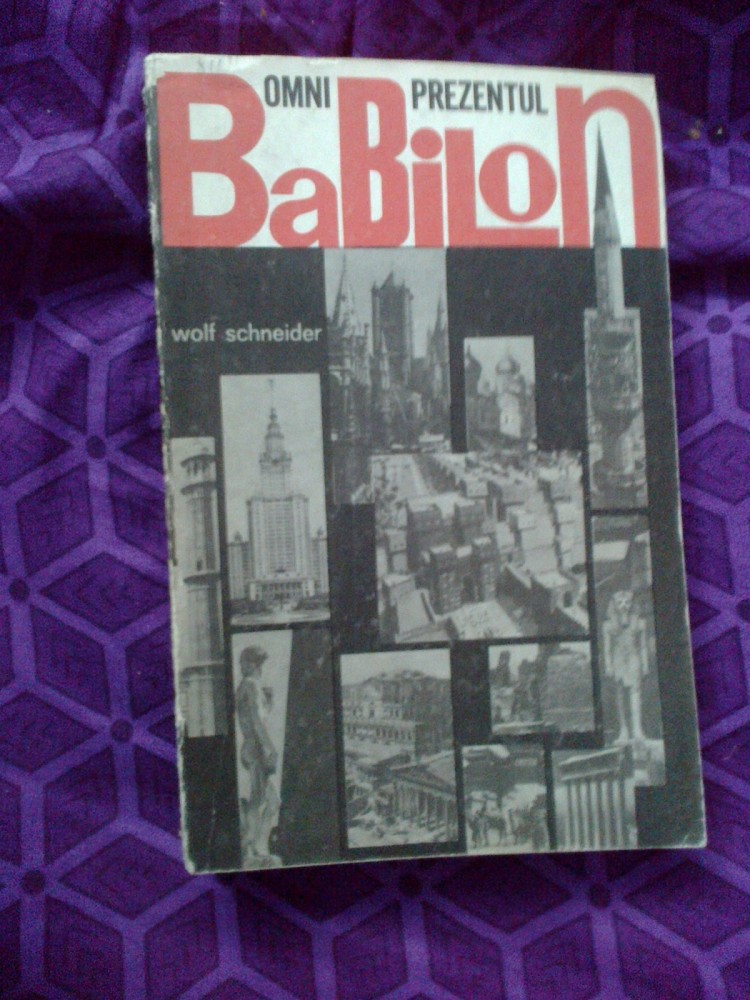 OMNI PREZENTUL
BaBiLon
wolf schneider